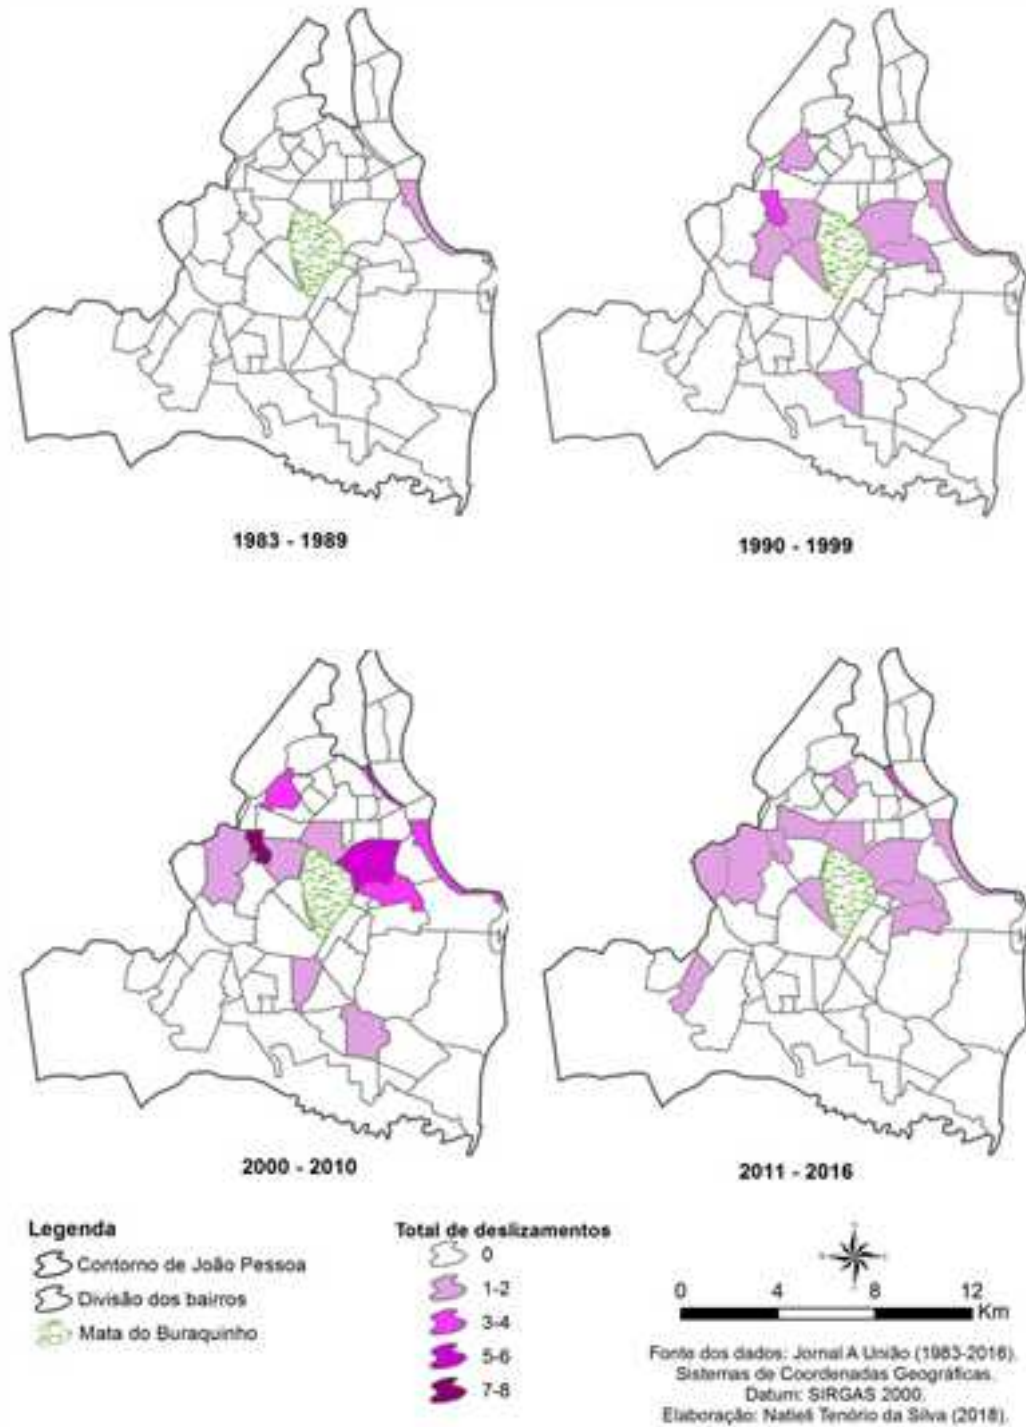 1983 - 1989
1990 - 1999
2000 - 2010
2011 - 2016
Legenda
Contorno de João Pessoa
Divisão dos bairros
Mata do Buraquinho
Total de deslizamentos
0
1-2
3-4
5-6
7-8
0 4 8 12
Km
Fonte dos dados: Jornal A União (1983-2016).
Sistemas de Coordenadas Geográficas.
Datum: SIRGAS 2000.
Elaboração: Natieli Tenório da Silva (2018).